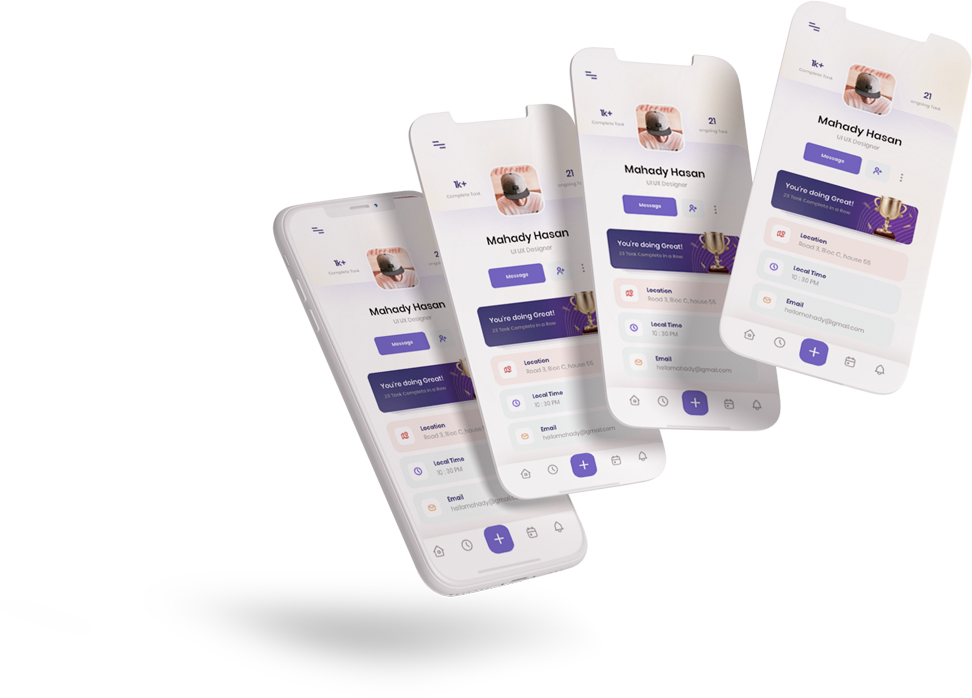 1k+
Complete Task
2
Mahady Hasan
UI UX Designer
Message
You're doing Great!
23 Task Complete In a Row
Location
Road 3, Bloc C, house
Local Time
10 : 30 PM
Email
hellomahady@gmail
1k+
Complete Task
21
ongoing Task
Mahady Hasan
UI UX Designer
Message
You're doing Great!
23 Task Complete In a Row
Location
Road 3, Bloc C, house 55
Local Time
10 : 30 PM
Email
hellomahady@gmail.com
1k+
Complete Task
21
ongoing Task
Mahady Hasan
UI UX Designer
Message
You're doing Great!
23 Task Complete In a Row
Location
Road 3, Bloc C, house 55
Local Time
10 : 30 PM
Email
hellomahady@gmail.com
1k+
Complete Task
21
ongoing Task
Mahady Hasan
UI UX Designer
Message
You're doing Great!
23 Task Complete In a Row
Location
Road 3, Bloc C, house 55
Local Time
10 : 30 PM
Email
hellomahady@gmail.com